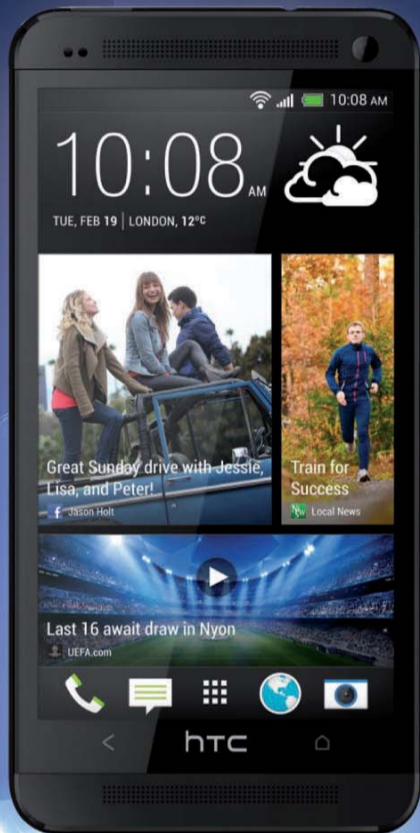 10:08 AM
10:08 AM
TUE, FEB 19 | LONDON, 12ºC
Great Sunday drive with Jessie,
Lisa, and Peter!
f Jason Holt
Train for
Success
Local News
Last 16 await draw in Nyon
UEFA.com
hTC